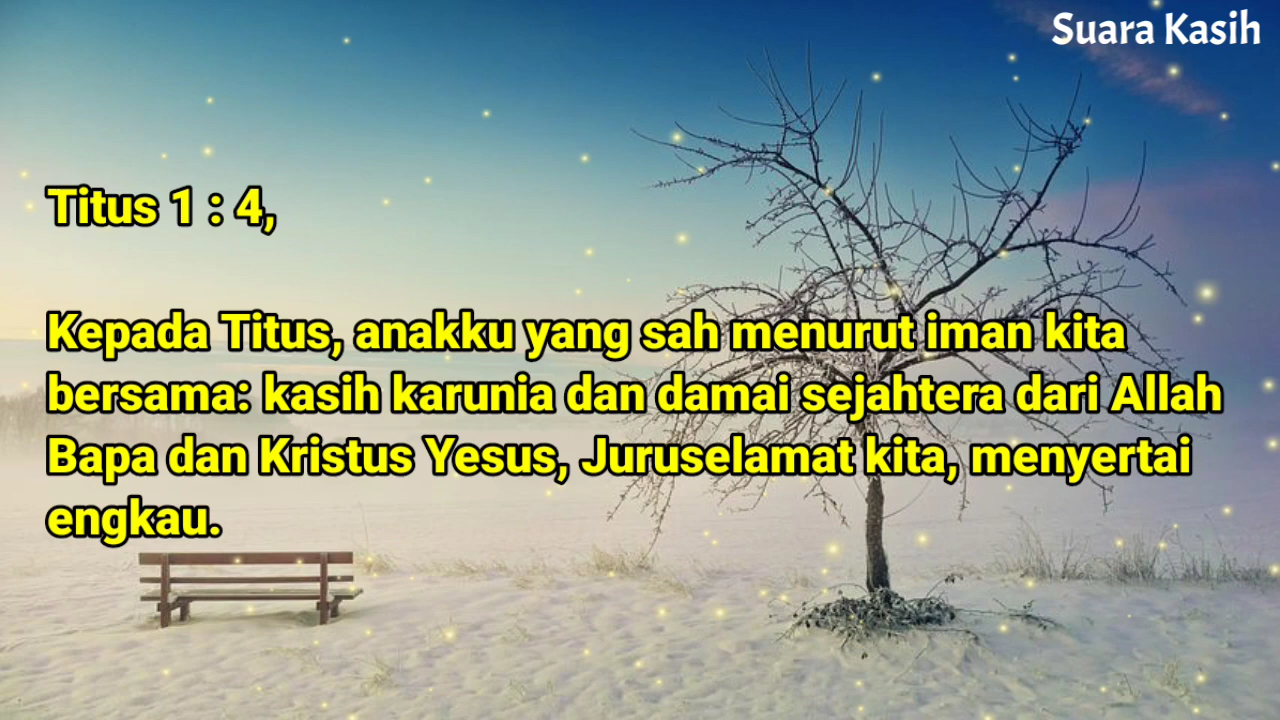 Suara Kasih
Titus 1 : 4,
Kepada Titus, anakku yang sah menurut iman kita
bersama: kasih karunia dan damai sejahtera dari Allah
Bapa dan Kristus Yesus, Juruselamat kita, menyertai
engkau.